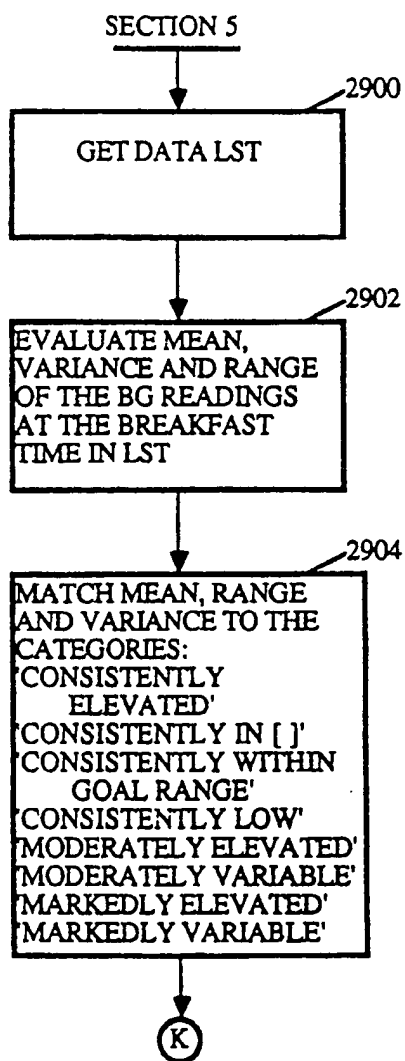 SECTION 5
2900
GET DATA LST
2902
EVALUATE MEAN,
VARIANCE AND RANGE
OF THE BG READINGS
AT THE BREAKFAST
TIME IN LST
2904
MATCH MEAN, RANGE
AND VARIANCE TO THE
CATEGORIES:
'CONSISTENTLY
ELEVATED'
'CONSISTENTLY IN [ ]'
'CONSISTENTLY WITHIN
GOAL RANGE'
'CONSISTENTLY LOW'
'MODERATELY ELEVATED'
'MODERATELY VARIABLE'
'MARKEDLY ELEVATED'
'MARKEDLY VARIABLE'
K